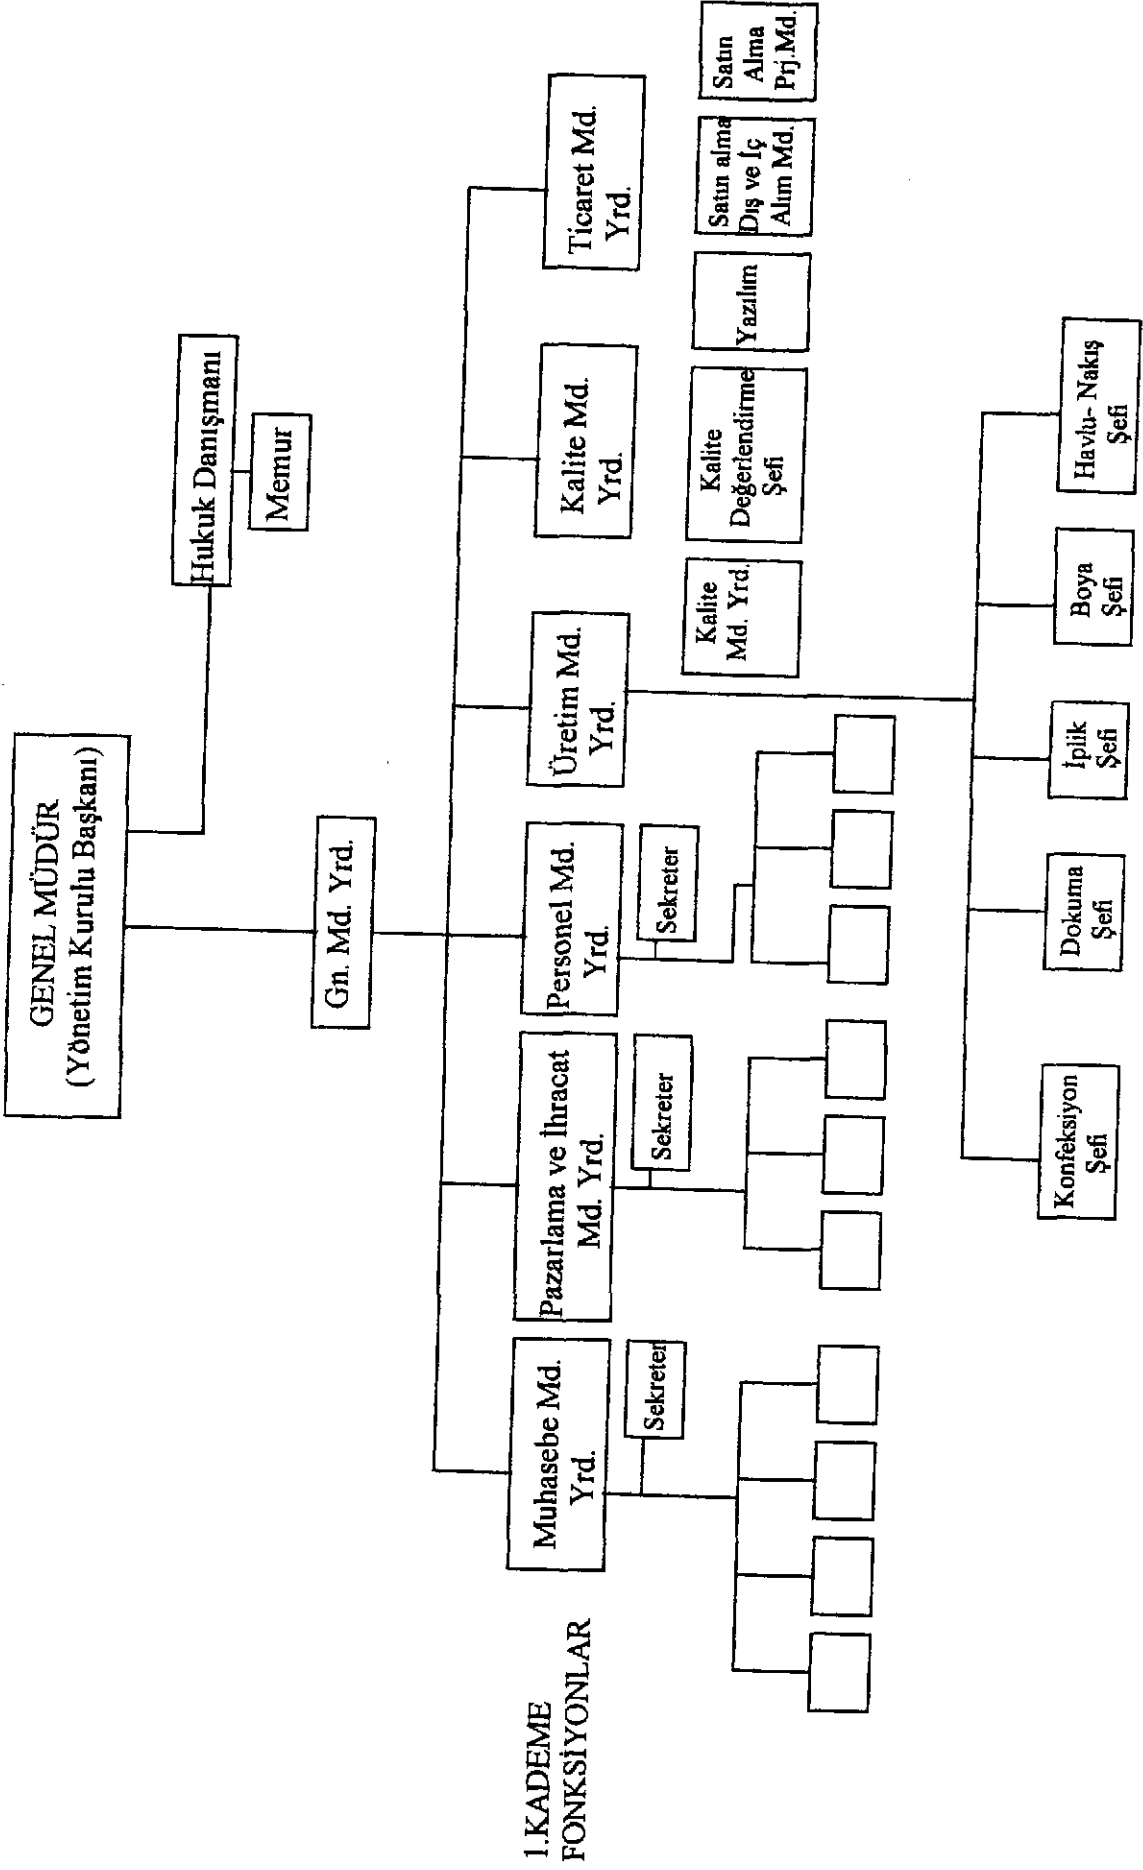 GENEL MÜDÜR
(Yönetim Kurulu Başkanı)
Hukuk Danışmanı
Memur
Gn. Md. Yrd.
1.KADEME
FONKSİYONLAR
Muhasebe Md.
Yrd.
Pazarlama ve İhracat
Md. Yrd.
Personel Md.
Yrd.
Üretim Md.
Yrd.
Kalite Md.
Yrd.
Ticaret Md.
Yrd.
Sekreter
Sekreter
Sekreter
Kalite
Md. Yrd.
Kalite
Değerlendirme
Şefi
Yazılım
Satın alma
Dış ve İç
Alım Md.
Satın
Alma
Prj.Md.
Konfeksiyon
Şefi
Dokuma
Şefi
İplik
Şefi
Boya
Şefi
Havlu- Nakış
Şefi